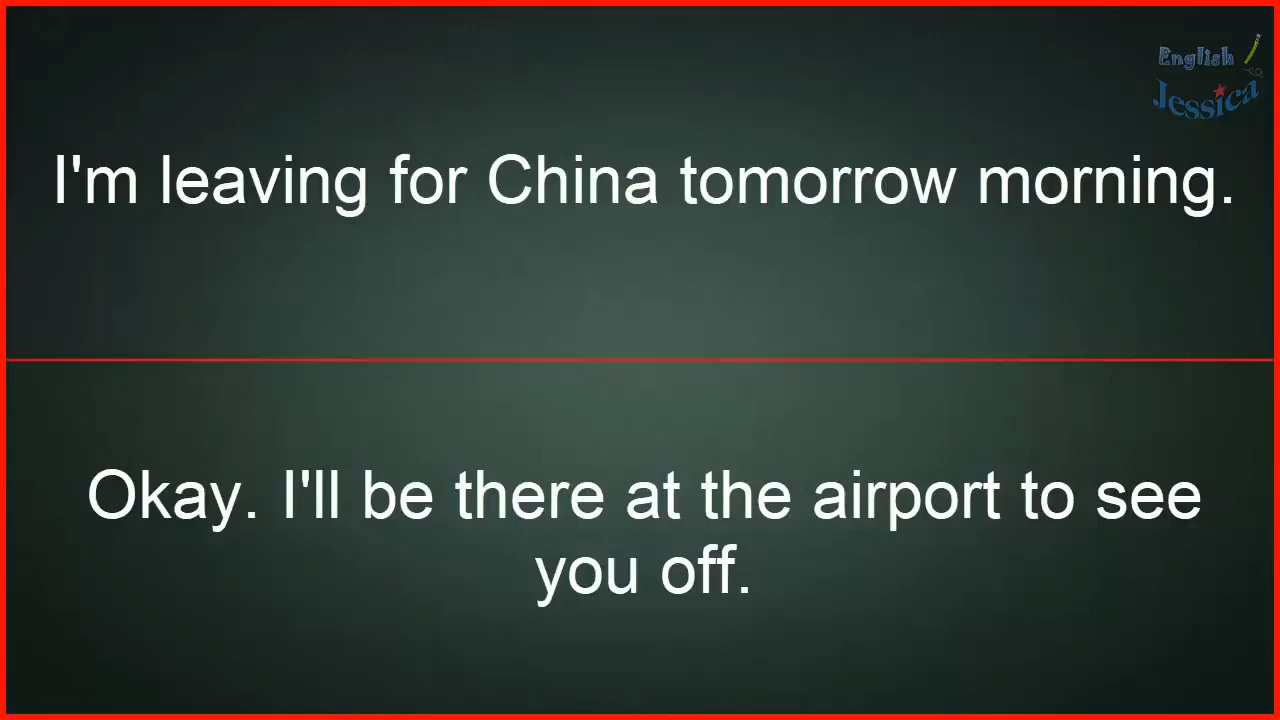 English
Jessica
I'm leaving for China tomorrow morning.
Okay. I'll be there at the airport to see
you off.